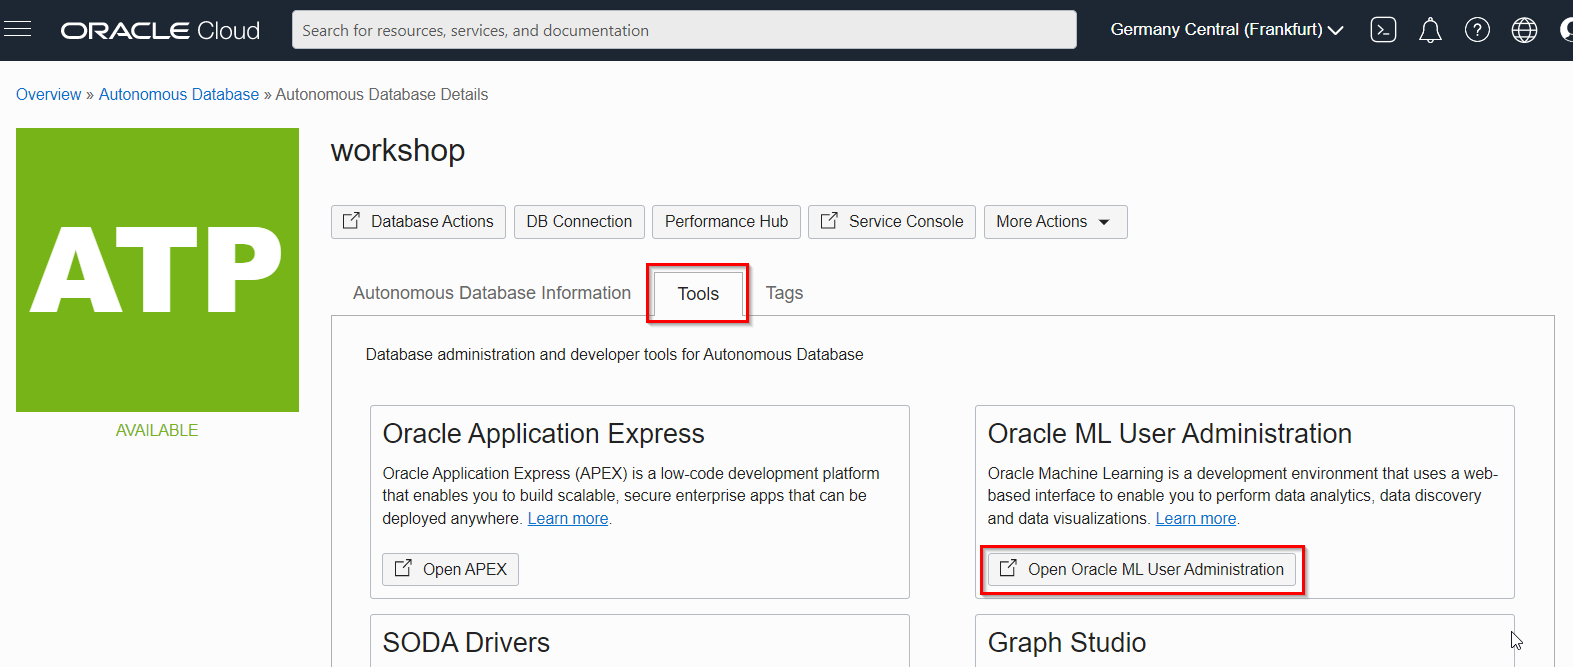 ORACLE Cloud
Search for resources, services, and documentation
Germany Central (Frankfurt)
Overview » Autonomous Database » Autonomous Database Details
ATP
AVAILABLE
workshop
Database Actions
DB Connection
Performance Hub
Service Console
More Actions
Autonomous Database Information
Tools
Tags
Database administration and developer tools for Autonomous Database
Oracle Application Express
Oracle Application Express (APEX) is a low-code development platform
that enables you to build scalable, secure enterprise apps that can be
deployed anywhere. Learn more.
Open APEX
Oracle ML User Administration
Oracle Machine Learning is a development environment that uses a web-
based interface to enable you to perform data analytics, data discovery
and data visualizations. Learn more.
Open Oracle ML User Administration
SODA Drivers
Graph Studio